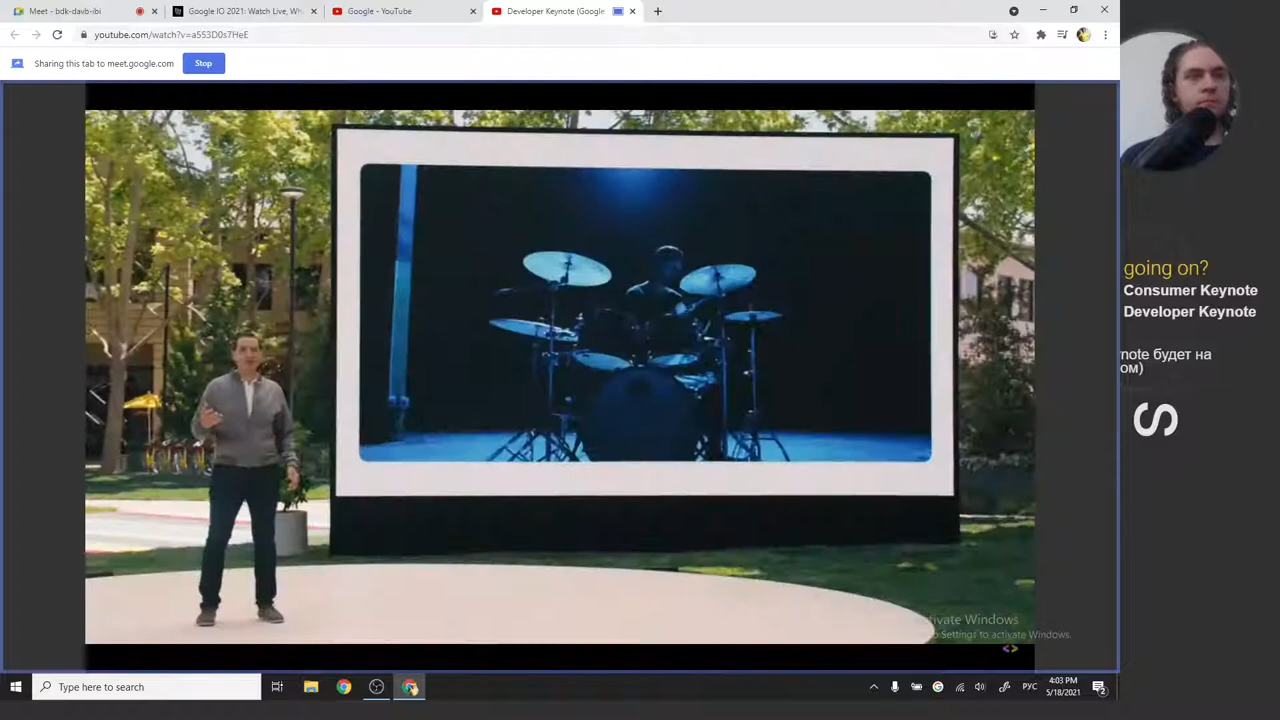 Meet - bdk-davb-ibi
Google IO 2021: Watch Live, Wh
Google - YouTube
Developer Keynote (Google
youtube.com/watch?v=a553D0s7HeE
Sharing this tab to meet.google.com
Stop
going on?
Consumer Keynote
Developer Keynote
note будет на
ом)
S
Activate Windows
Settings to activate Windows.
<>
Type here to search
РУС
4:03 PM
5/18/2021
2